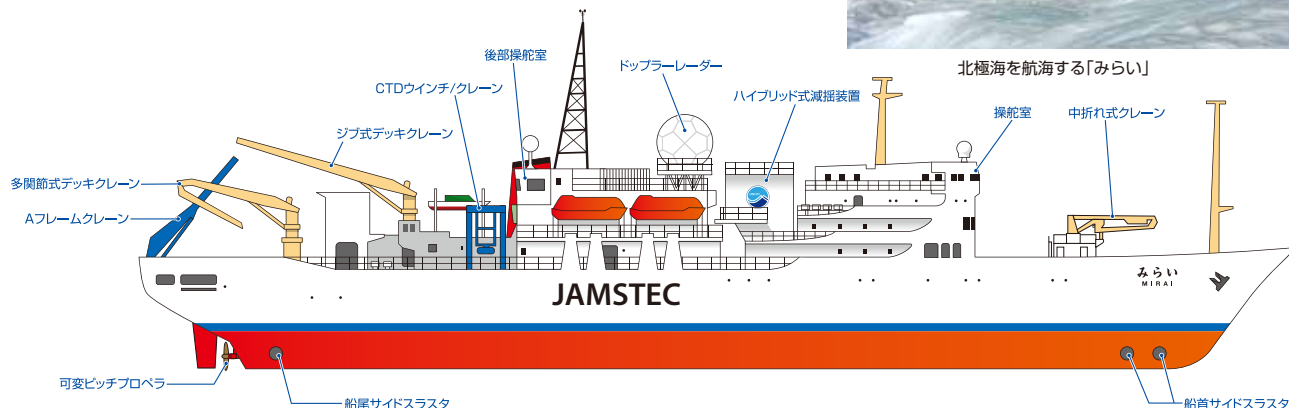 北極海を航海する「みらい」
後部操舵室
ドップラーレーダー
CTDウインチ/クレーン
ハイブリッド式減揺装置
操舵室
中折れ式クレーン
ジブ式デッキクレーン
多関節式デッキクレーン
Aフレームクレーン
みらい
MIRAI
JAMSTEC
可変ピッチプロペラ
船尾サイドスラスタ
船首サイドスラスタ